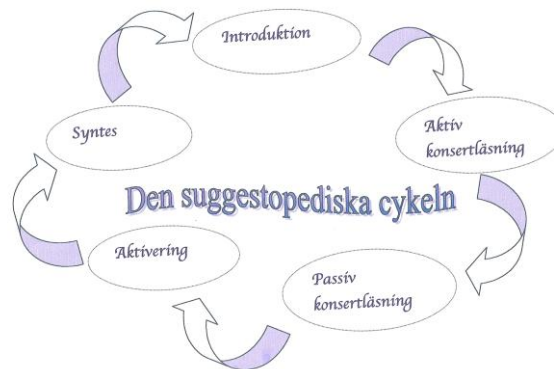 Introduktion
Aktiv
konsertläsning
Passiv
konsertläsning
Aktivering
Syntes
Den suggestopediska cykeln